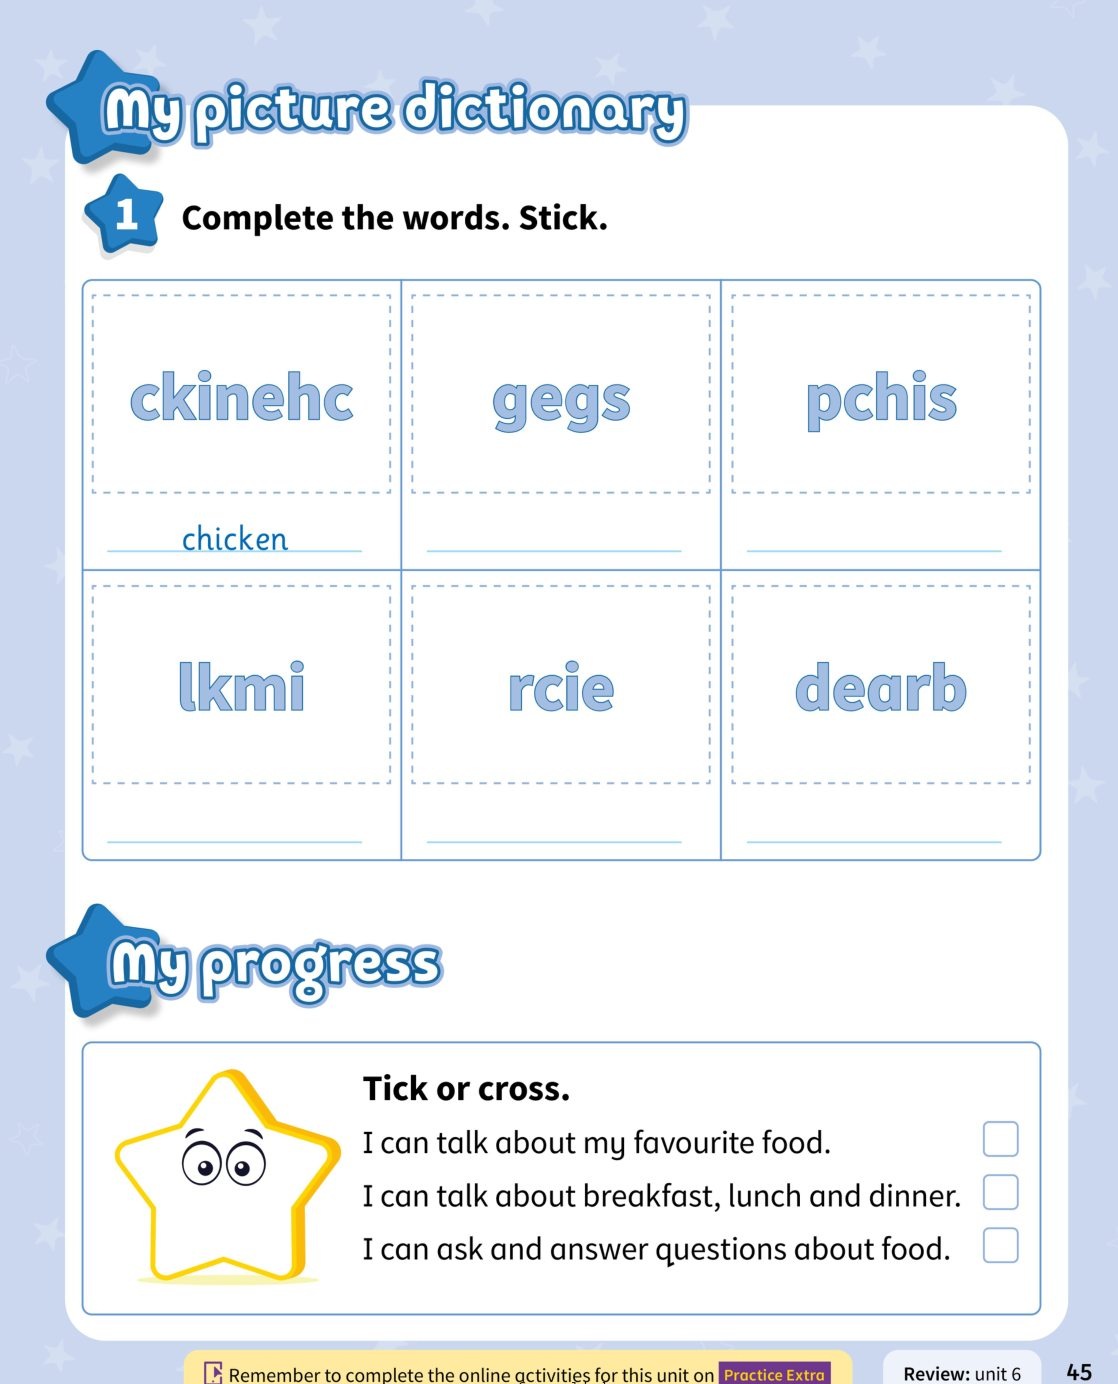 My picture dictionary
1 Complete the words. Stick.
ckinehc gegs pchis
chicken
lkmi rcie dearb
My progress
Tick or cross.
I can talk about my favourite food.
I can talk about breakfast, lunch and dinner.
I can ask and answer questions about food.
Remember to complete the online activities for this unit on Practice Extra
Review: unit 6 45